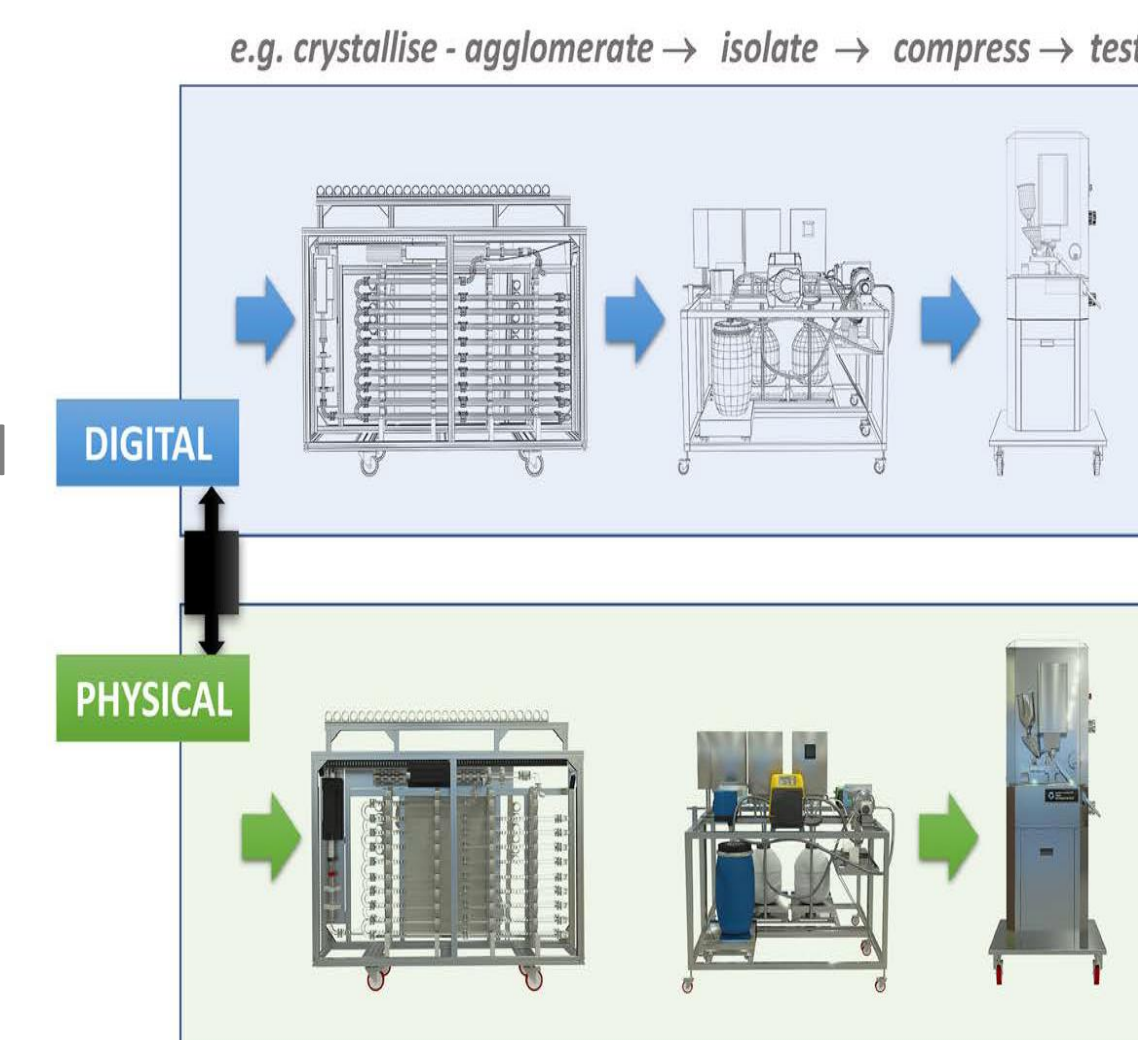 e.g. crystallise - agglomerate → isolate → compress → test
DIGITAL
PHYSICAL